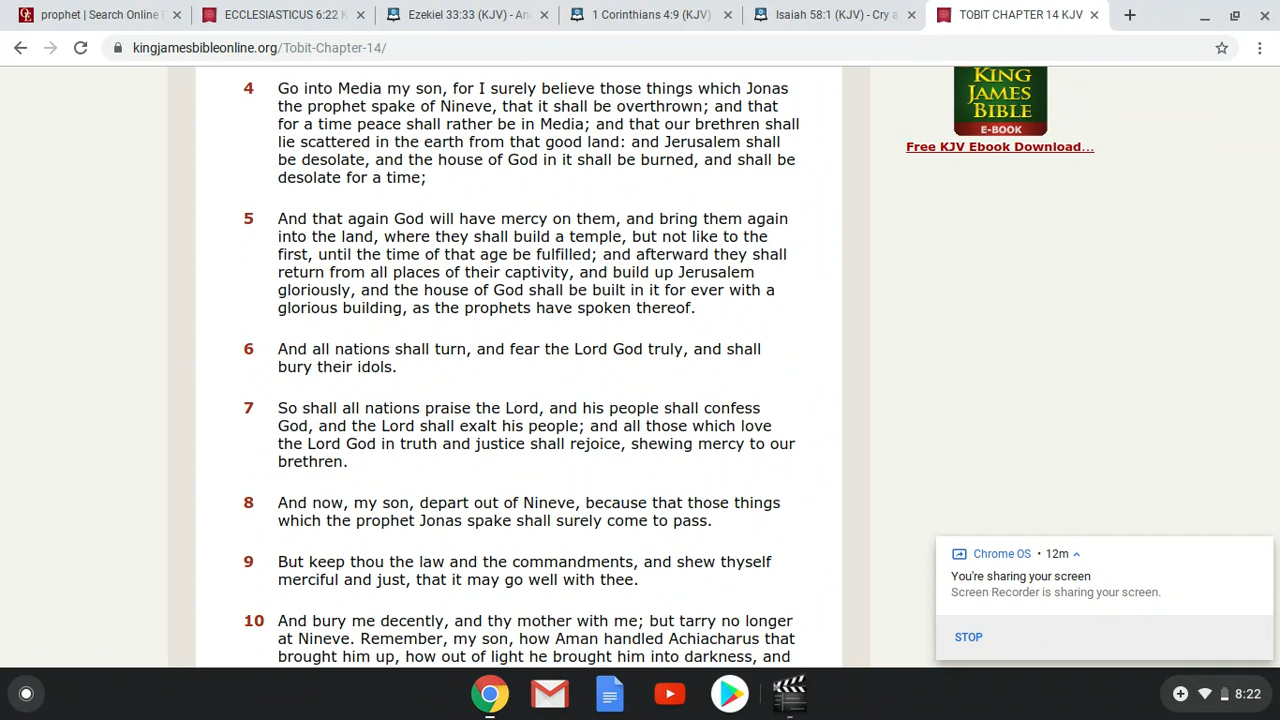 prophet | Search Online
ECCLESIASTICUS 6:22 K
Ezekiel 33:33 (KJV) - An
1 Corinthians 4:9 (KJV) -
Isaiah 58:1 (KJV) - Cry a
TOBIT CHAPTER 14 KJV
kingjamesbibleonline.org/Tobit-Chapter-14/
KING
JAMES
BIBLE
E-BOOK
Free KJV Ebook Download...
4 Go into Media my son, for I surely believe those things which Jonas
the prophet spake of Nineve, that it shall be overthrown; and that
for a time peace shall rather be in Media; and that our brethren shall
lie scattered in the earth from that good land: and Jerusalem shall
be desolate, and the house of God in it shall be burned, and shall be
desolate for a time;
5 And that again God will have mercy on them, and bring them again
into the land, where they shall build a temple, but not like to the
first, until the time of that age be fulfilled; and afterward they shall
return from all places of their captivity, and build up Jerusalem
gloriously, and the house of God shall be built in it for ever with a
glorious building, as the prophets have spoken thereof.
6 And all nations shall turn, and fear the Lord God truly, and shall
bury their idols.
7 So shall all nations praise the Lord, and his people shall confess
God, and the Lord shall exalt his people; and all those which love
the Lord God in truth and justice shall rejoice, shewing mercy to our
brethren.
8 And now, my son, depart out of Nineve, because that those things
which the prophet Jonas spake shall surely come to pass.
9 But keep thou the law and the commandments, and shew thyself
merciful and just, that it may go well with thee.
10 And bury me decently, and thy mother with me; but tarry no longer
at Nineve. Remember, my son, how Aman handled Achiacharus that
brought him up, how out of light he brought him into darkness, and
Chrome OS • 12m
You're sharing your screen
Screen Recorder is sharing your screen.
STOP
8:22